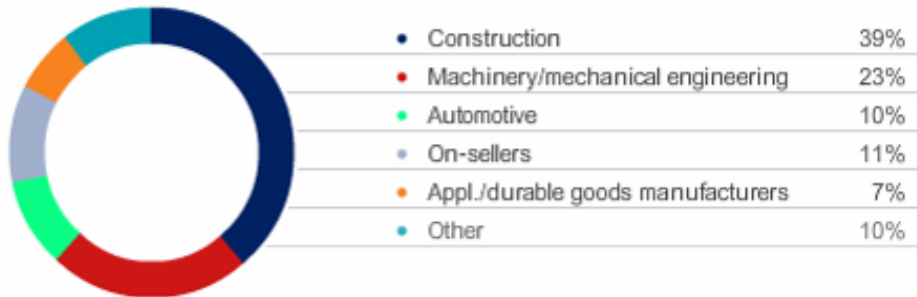 Construction 39%
Machinery/mechanical engineering 23%
Automotive 10%
On-sellers 11%
Appl./durable goods manufacturers 7%
Other 10%